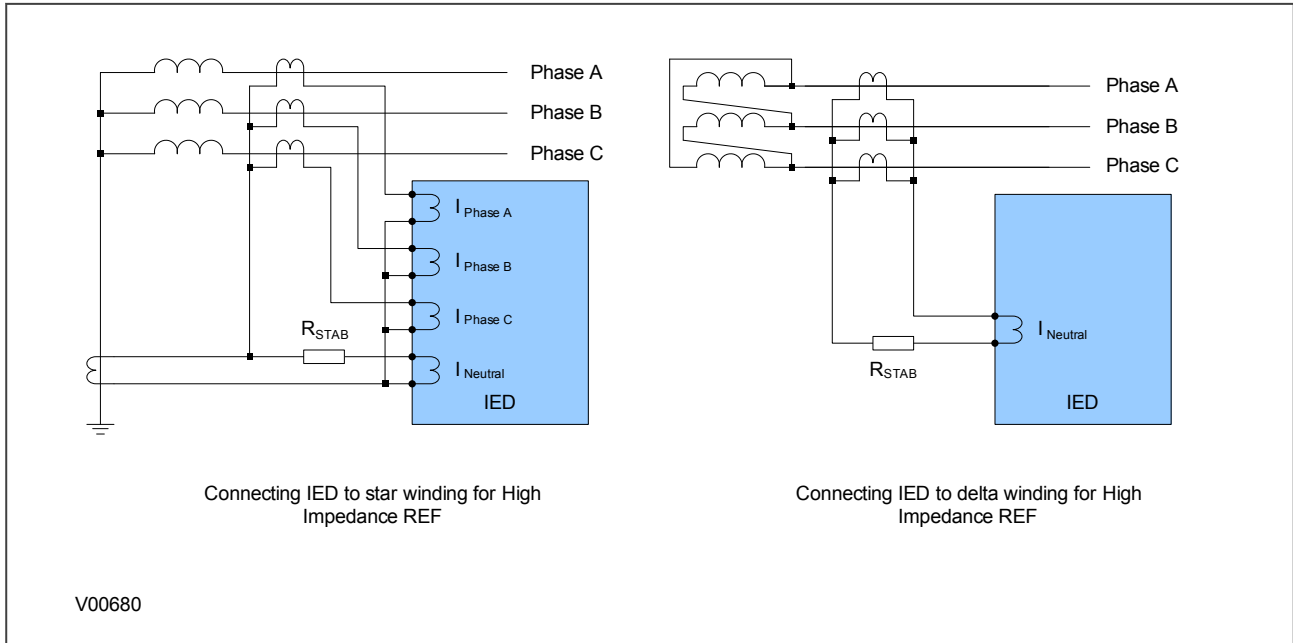 Phase A
Phase B
Phase C
I Phase A
I Phase B
I Phase C
RSTAB
I Neutral
IED
Connecting IED to star winding for High
Impedance REF
Phase A
Phase B
Phase C
I Neutral
RSTAB
IED
Connecting IED to delta winding for High
Impedance REF
V00680